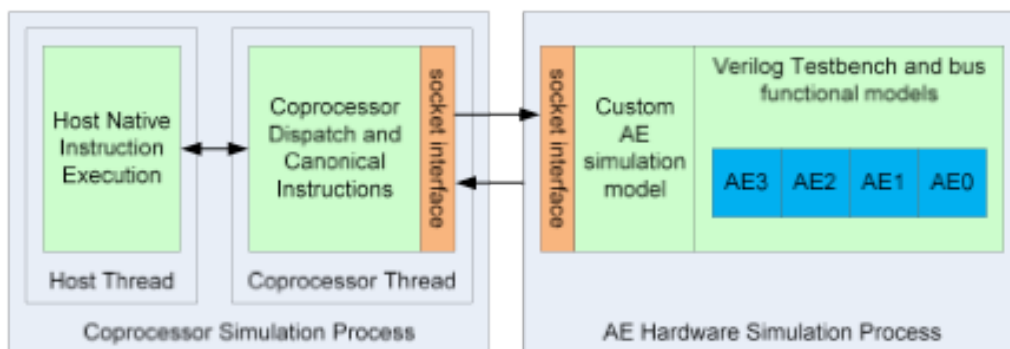 Host Native
Instruction
Execution
Host Thread
Coprocessor
Dispatch and
Canonical
Instructions
socket interface
Coprocessor Thread
Coprocessor Simulation Process
socket interface
Custom
AE
simulation
model
Verilog Testbench and bus
functional models
AE3 AE2 AE1 AE0
AE Hardware Simulation Process